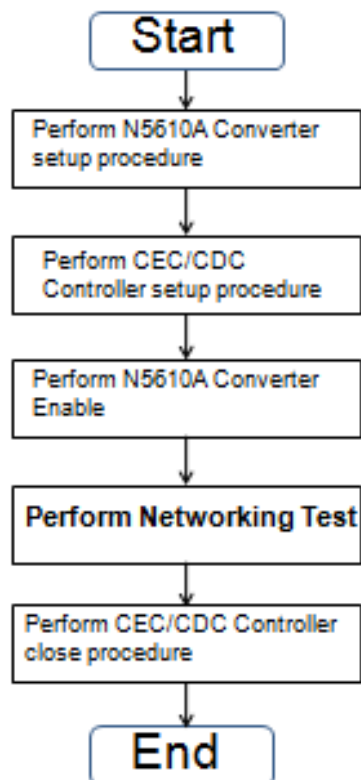 Start
Perform N5610A Converter
setup procedure
Perform CEC/CDC
Controller setup procedure
Perform N5610A Converter
Enable
Perform Networking Test
Perform CEC/CDC Controller
close procedure
End